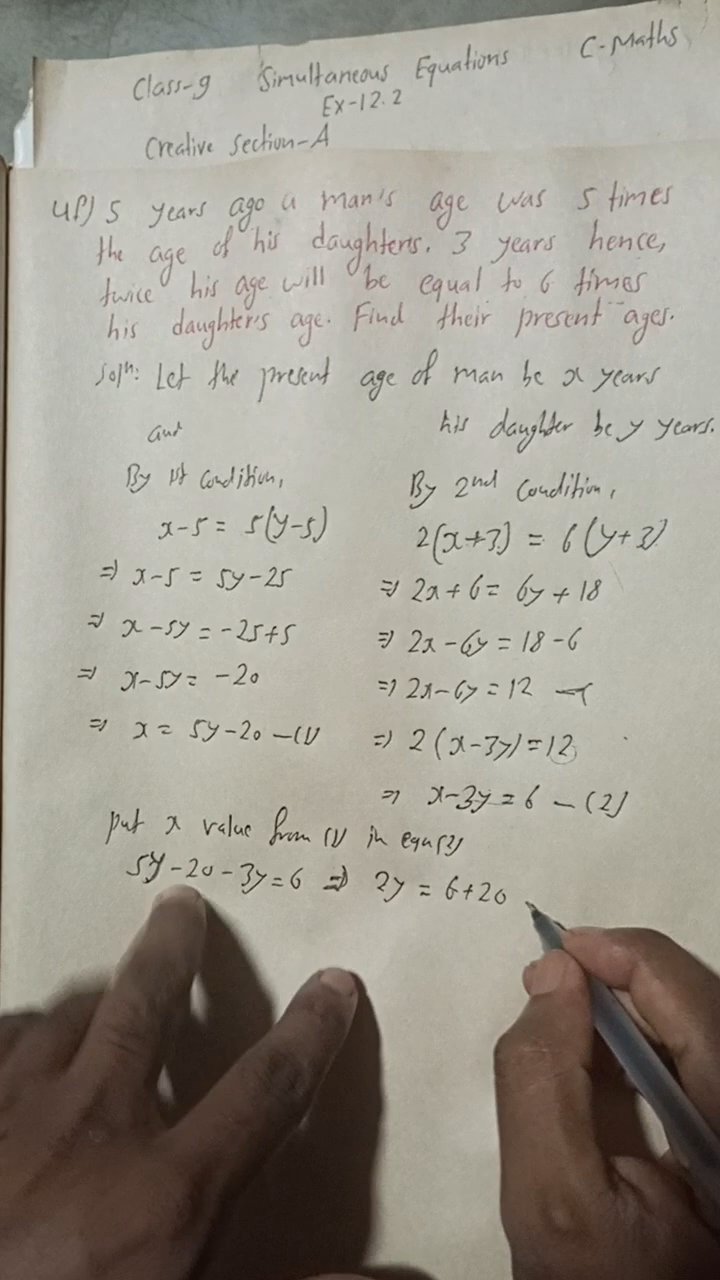 Class-9 Simultaneous Equations C-Maths
Ex-12.2
Creative Section-A
4(P) 5 years ago a man's age was 5 times
the age of his daughters. 3 years hence,
twice his age will be equal to 6 times
his daughter's age. Find their present ages.
Solⁿ: Let the present age of man be x years
and his daughter be y years.
By 1st Condition,
x-5 = 5(y-5)
⇒ x-5 = 5y-25
⇒ x-5y = -25+5
⇒ x-5y = -20
⇒ x = 5y-20 —(1)
By 2nd Condition,
2(x+3) = 6(y+3)
⇒ 2x+6 = 6y+18
⇒ 2x-6y = 18-6
⇒ 2x-6y = 12
⇒ 2(x-3y) = 12
⇒ x-3y = 6 —(2)
put x value from (1) in eqn(2)
5y-20-3y=6 ⇒ 2y = 6+20